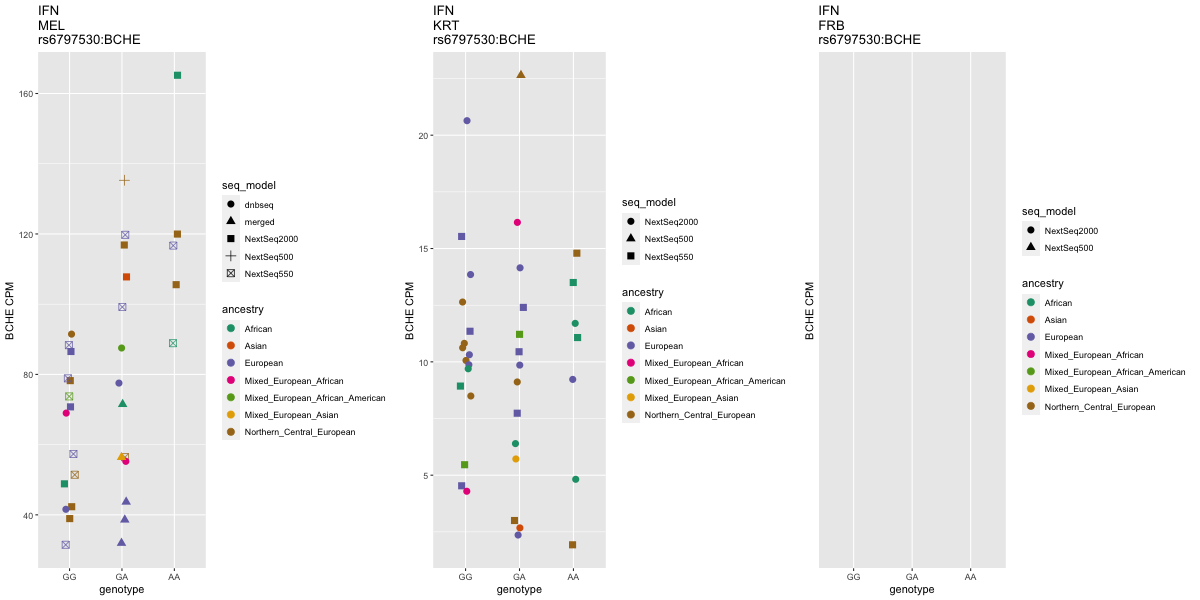 IFN
MEL
rs6797530:BCHE
BCHE CPM
160
120
80
40
GG
GA
AA
genotype
seq_model
dnbseq
merged
NextSeq2000
NextSeq500
NextSeq550
ancestry
African
Asian
European
Mixed_European_African
Mixed_European_African_American
Mixed_European_Asian
Northern_Central_European
IFN
KRT
rs6797530:BCHE
BCHE CPM
20
15
10
5
GG
GA
AA
genotype
seq_model
NextSeq2000
NextSeq500
NextSeq550
ancestry
African
Asian
European
Mixed_European_African
Mixed_European_African_American
Mixed_European_Asian
Northern_Central_European
IFN
FRB
rs6797530:BCHE
BCHE CPM
GG
GA
AA
genotype
seq_model
NextSeq2000
NextSeq500
ancestry
African
Asian
European
Mixed_European_African
Mixed_European_African_American
Mixed_European_Asian
Northern_Central_European